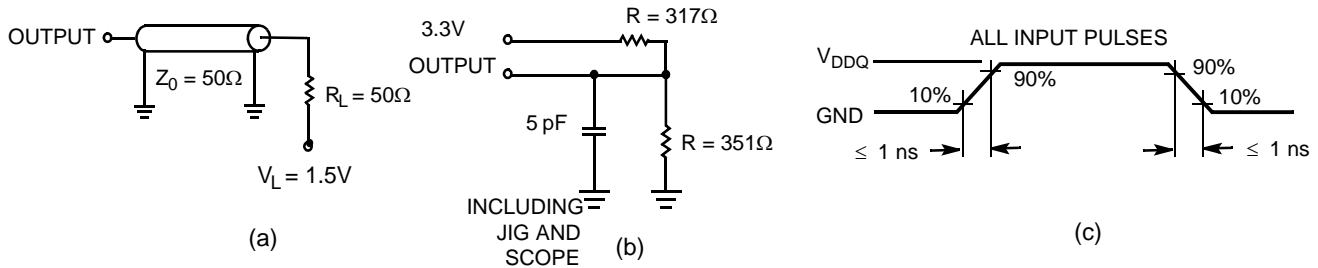 OUTPUT
Z0 = 50Ω
RL = 50Ω
VL = 1.5V
(a)
R = 317Ω
3.3V
OUTPUT
5 pF
R = 351Ω
INCLUDING
JIG AND
SCOPE
(b)
ALL INPUT PULSES
VDDQ
GND
10%
90%
90%
10%
≤ 1 ns
≤ 1 ns
(c)